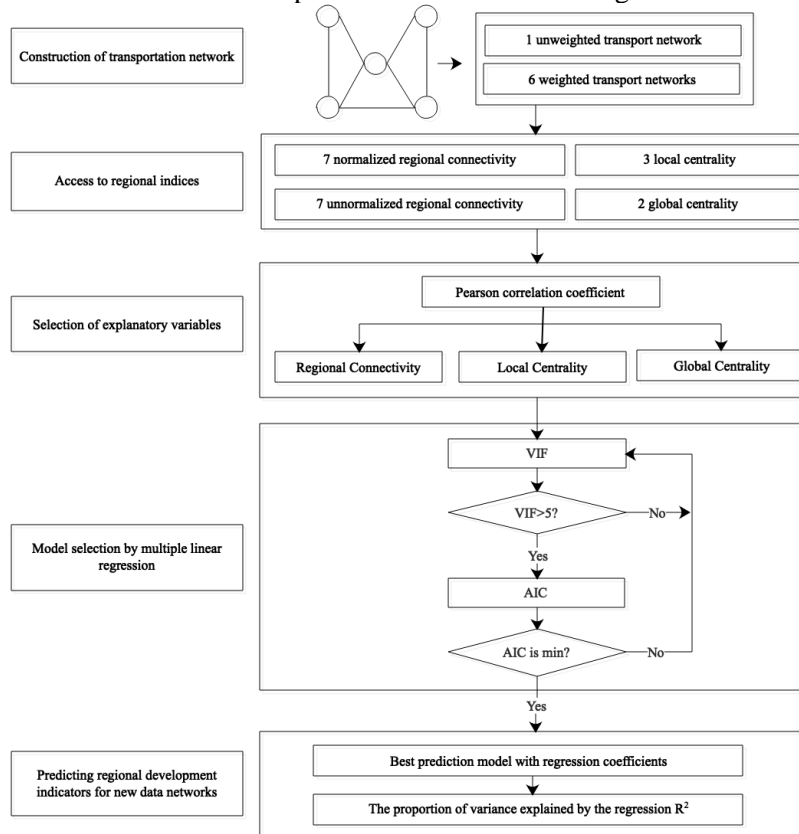 Construction of transportation network
1 unweighted transport network
6 weighted transport networks
Access to regional indices
7 normalized regional connectivity
3 local centrality
7 unnormalized regional connectivity
2 global centrality
Selection of explanatory variables
Pearson correlation coefficient
Regional Connectivity
Local Centrality
Global Centrality
Model selection by multiple linear
regression
VIF
VIF>5?
No
Yes
AIC
AIC is min?
No
Yes
Predicting regional development
indicators for new data networks
Best prediction model with regression coefficients
The proportion of variance explained by the regression R²